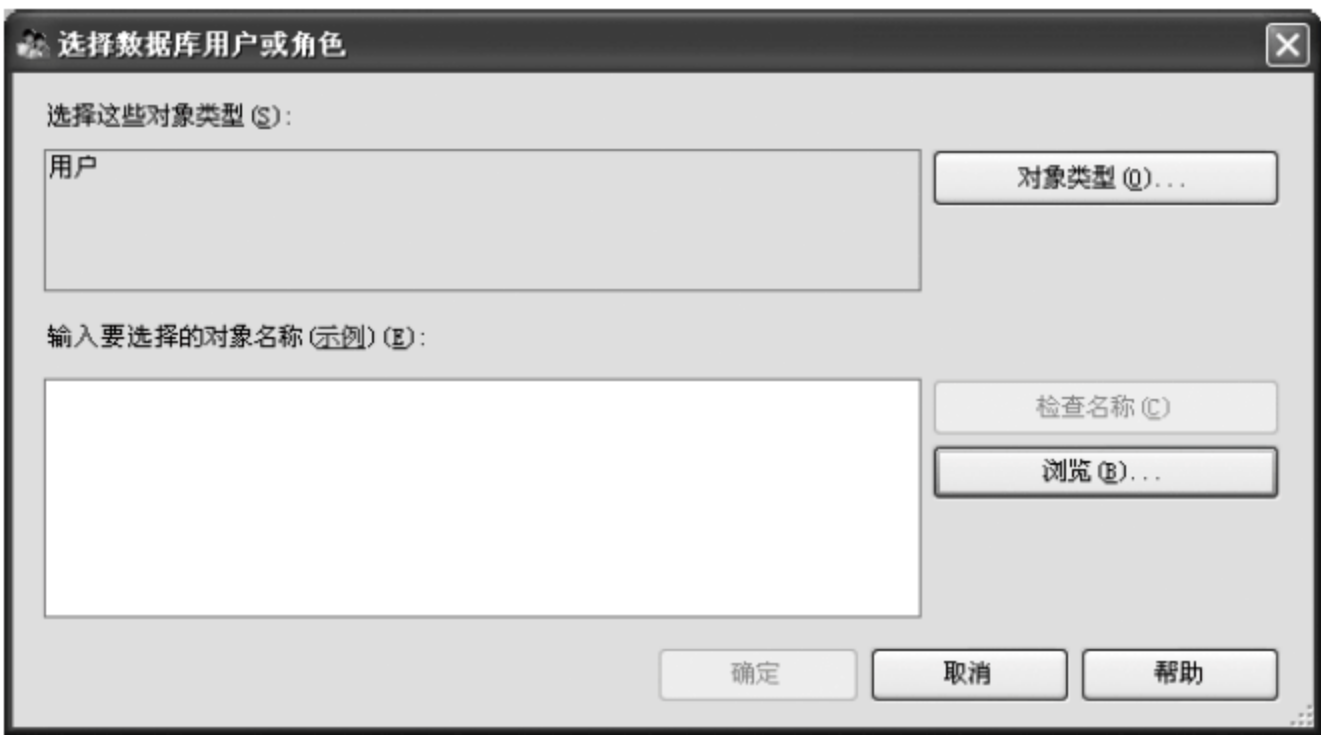 选择数据库用户或角色
选择这些对象类型(S):
用户
对象类型(O)...
输入要选择的对象名称(示例)(E):
检查名称(C)
浏览(B)...
确定
取消
帮助